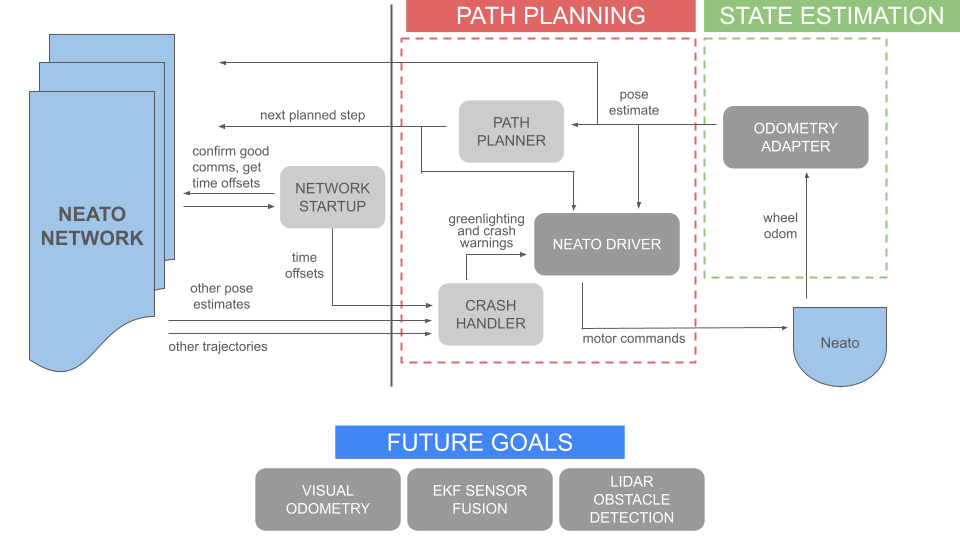 PATH PLANNING
STATE ESTIMATION
pose
estimate
next planned step
PATH
PLANNER
ODOMETRY
ADAPTER
confirm good
comms, get
time offsets
NETWORK
STARTUP
NEATO
NETWORK
greenlighting
and crash
warnings
NEATO DRIVER
wheel
odom
time
offsets
other pose
estimates
CRASH
HANDLER
other trajectories
motor commands
Neato
FUTURE GOALS
VISUAL
ODOMETRY
EKF SENSOR
FUSION
LIDAR
OBSTACLE
DETECTION